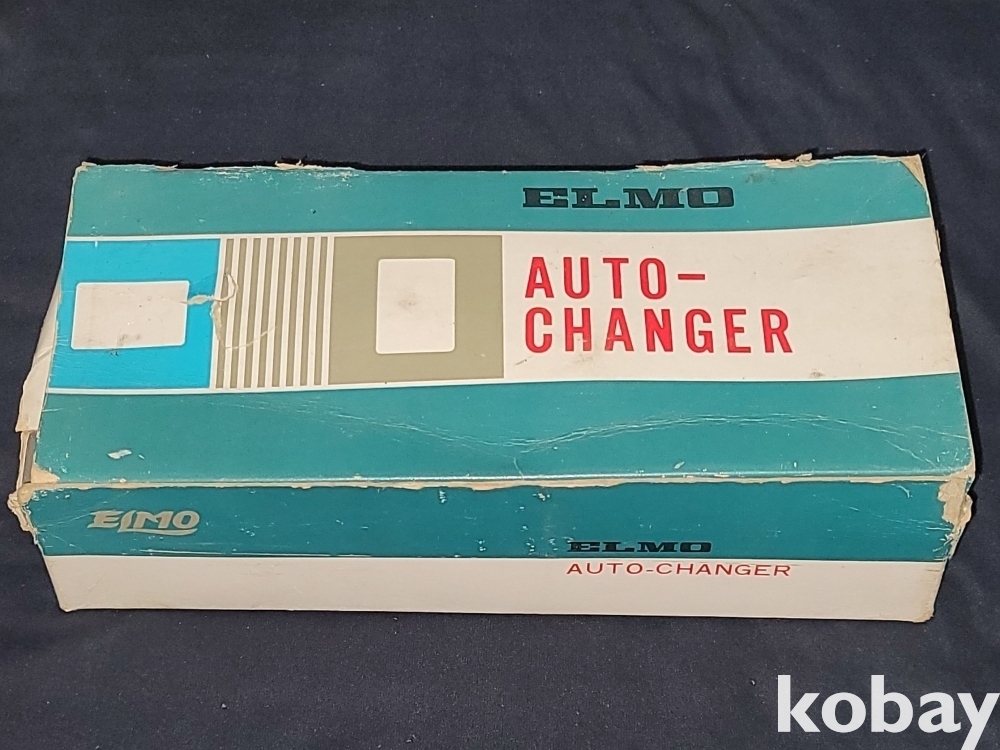 ELMO
AUTO-
CHANGER
ELMO
ELMO
AUTO-CHANGER
kobay